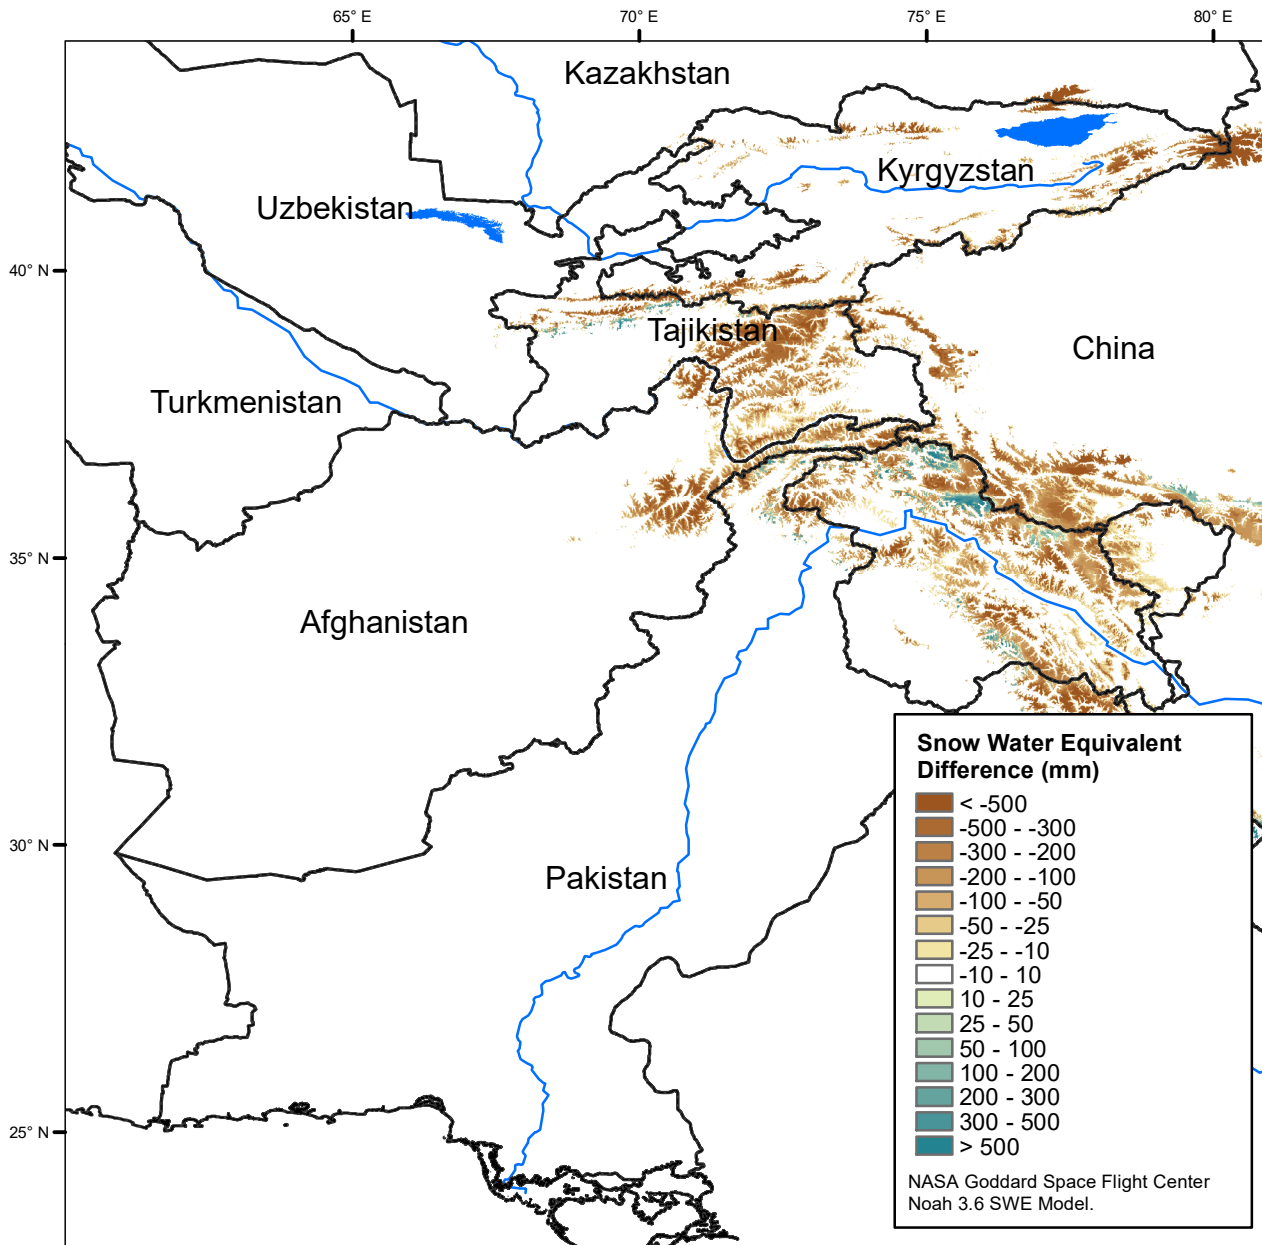 65° E
70° E
75° E
80° E
Kazakhstan
Kyrgyzstan
Uzbekistan
40° N
Tajikistan
China
Turkmenistan
35° N
Afghanistan
Snow Water Equivalent
Difference (mm)
< -500
-500 - -300
30° N
-300 - -200
-200 - -100
Pakistan
-100 - -50
-50 - -25
-25 - -10
-10 - 10
10 - 25
25 - 50
50 - 100
100 - 200
200 - 300
25° N
300 - 500
> 500
NASA Goddard Space Flight Center
Noah 3.6 SWE Model.